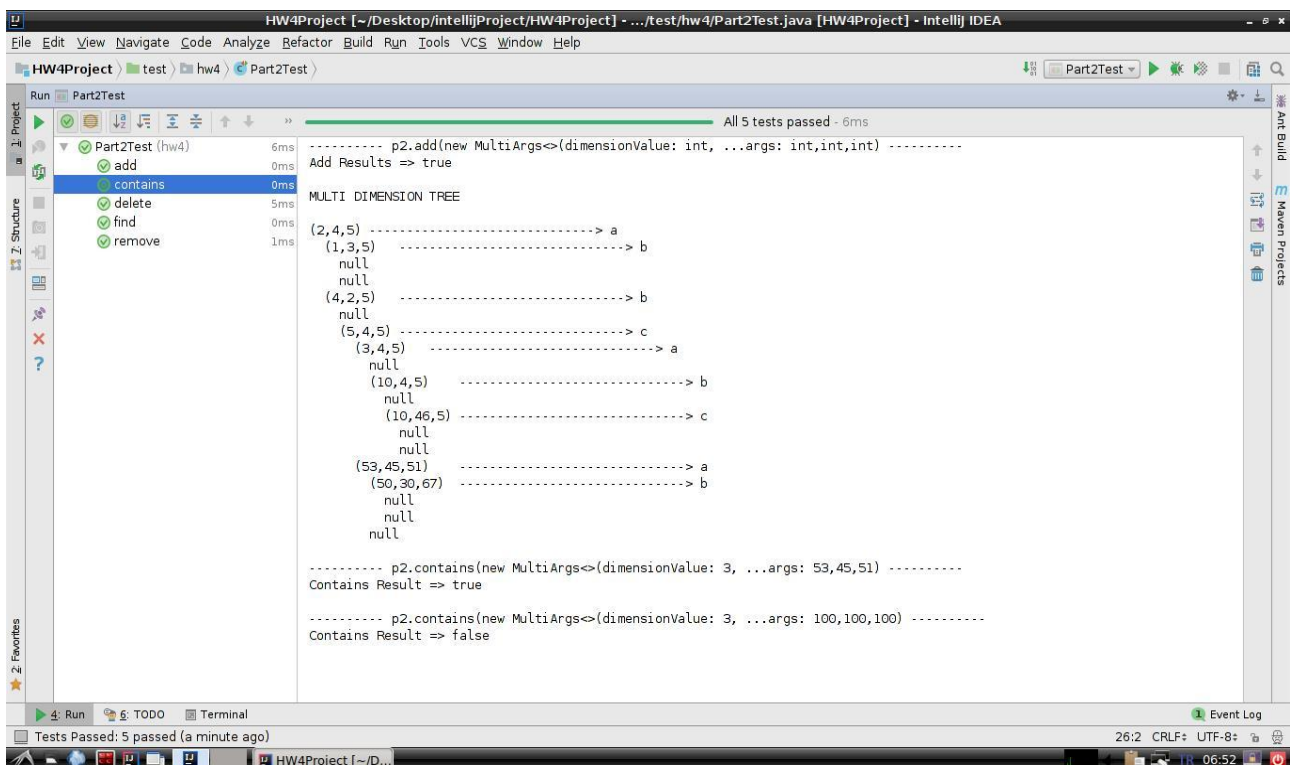 HW4Project [~/Desktop/intellijProject/HW4Project] - .../test/hw4/Part2Test.java [HW4Project] - IntelliJ IDEA
File Edit View Navigate Code Analyze Refactor Build Run Tools VCS Window Help
HW4Project test hw4 Part2Test
Part2Test
Run Part2Test
All 5 tests passed - 6ms
1: Project
7: Structure
2: Favorites
Ant Build
Maven Projects
Part2Test (hw4) 6ms
add 0ms
contains 0ms
delete 5ms
find 0ms
remove 1ms
---------- p2.add(new MultiArgs<>(dimensionValue: int, ...args: int,int,int) ----------
Add Results => true
MULTI DIMENSION TREE
(2,4,5) ------------------------------> a
(1,3,5) ------------------------------> b
null
null
(4,2,5) ------------------------------> b
null
(5,4,5) ------------------------------> c
(3,4,5) ------------------------------> a
null
(10,4,5) ------------------------------> b
null
(10,46,5) ------------------------------> c
null
null
(53,45,51) ------------------------------> a
(50,30,67) ------------------------------> b
null
null
null
---------- p2.contains(new MultiArgs<>(dimensionValue: 3, ...args: 53,45,51) ----------
Contains Result => true
---------- p2.contains(new MultiArgs<>(dimensionValue: 3, ...args: 100,100,100) ----------
Contains Result => false
4: Run 6: TODO Terminal 1 Event Log
Tests Passed: 5 passed (a minute ago) 26:2 CRLF÷ UTF-8÷
HW4Project [~/D... TR 06:52